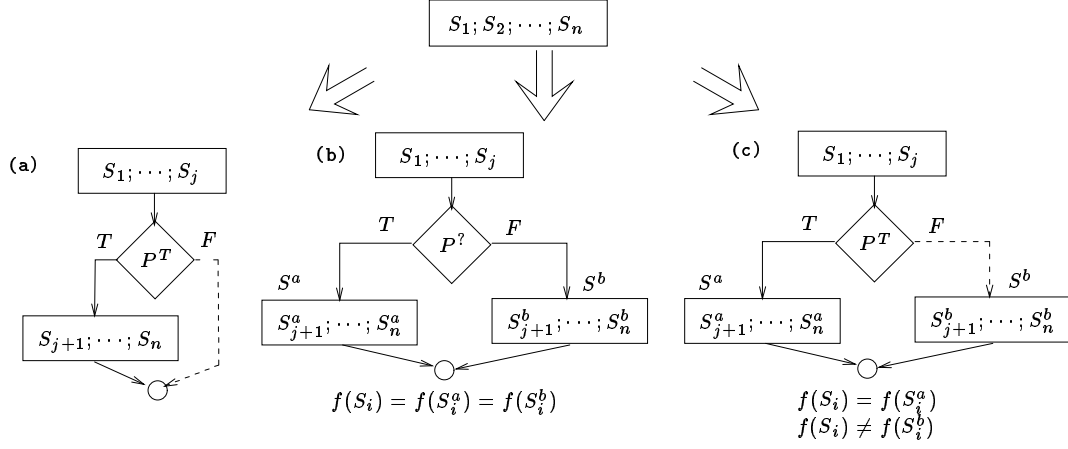 S_1; S_2; ⋯; S_n
(a)
S_1; ⋯; S_j
T
P^T
F
S_{j+1}; ⋯; S_n
(b)
S_1; ⋯; S_j
T
P^?
F
S^a
S^b
S^a_{j+1}; ⋯; S^a_n
S^b_{j+1}; ⋯; S^b_n
f(S_i) = f(S^a_i) = f(S^b_i)
(c)
S_1; ⋯; S_j
T
P^T
F
S^a
S^b
S^a_{j+1}; ⋯; S^a_n
S^b_{j+1}; ⋯; S^b_n
f(S_i) = f(S^a_i)
f(S_i) ≠ f(S^b_i)